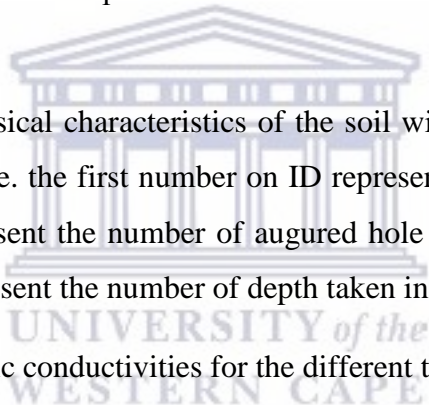 sical characteristics of the soil wi
e. the first number on ID represen
sent the number of augured hole
sent the number of depth taken in
UNIVERSITY of the
c conductivities for the different t
WESTERN CAPE